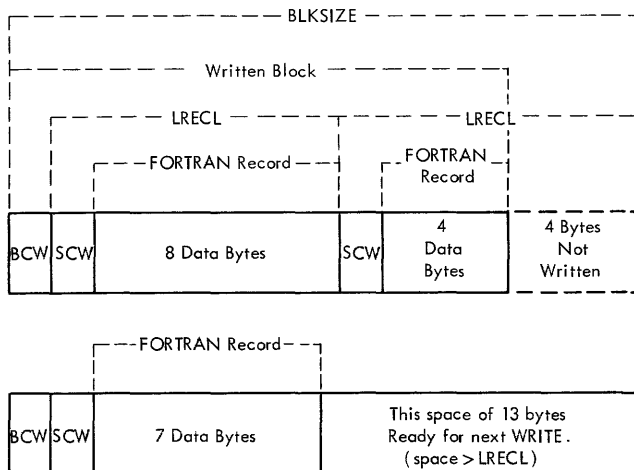 BLKSIZE
Written Block
LRECL LRECL
FORTRAN Record FORTRAN
Record
BCW SCW 8 Data Bytes SCW 4
Data
Bytes 4 Bytes
Not
Written
FORTRAN Record
BCW SCW 7 Data Bytes This space of 13 bytes
Ready for next WRITE.
(space > LRECL)